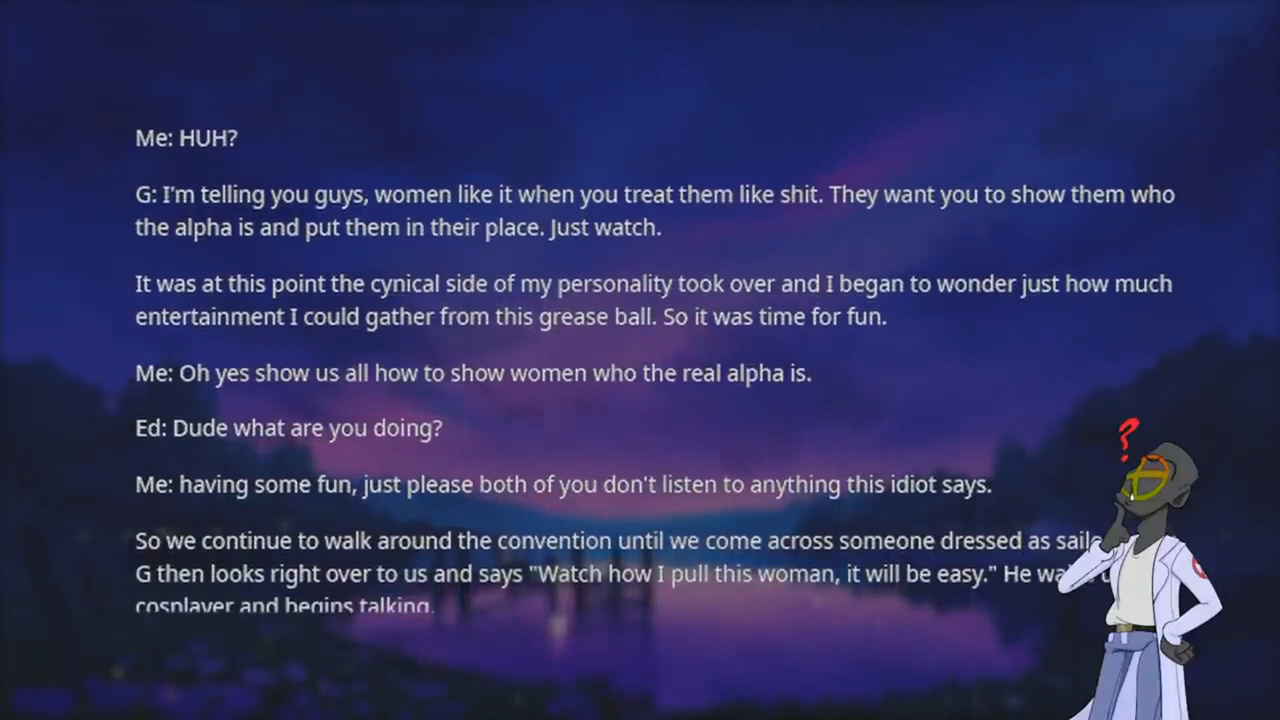 Me: HUH?
G: I'm telling you guys, women like it when you treat them like shit. They want you to show them who
the alpha is and put them in their place. Just watch.
It was at this point the cynical side of my personality took over and I began to wonder just how much
entertainment I could gather from this grease ball. So it was time for fun.
Me: Oh yes show us all how to show women who the real alpha is.
Ed: Dude what are you doing?
Me: having some fun, just please both of you don't listen to anything this idiot says.
So we continue to walk around the convention until we come across someone dressed as
G then looks right over to us and says "Watch how I pull this woman, it will be easy." He
cosplayer and begins talking.
?